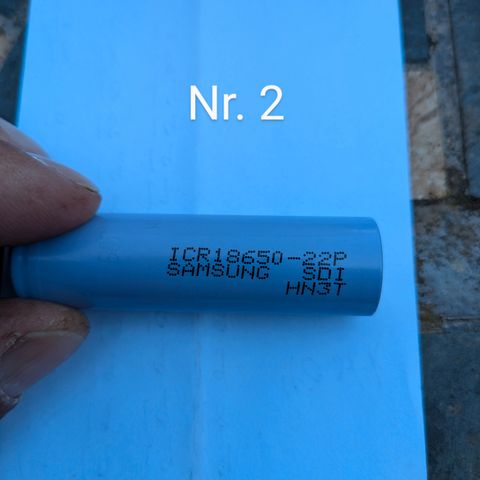 Nr. 2
ICR18650-22P
SAMSUNG SDI
HN3T